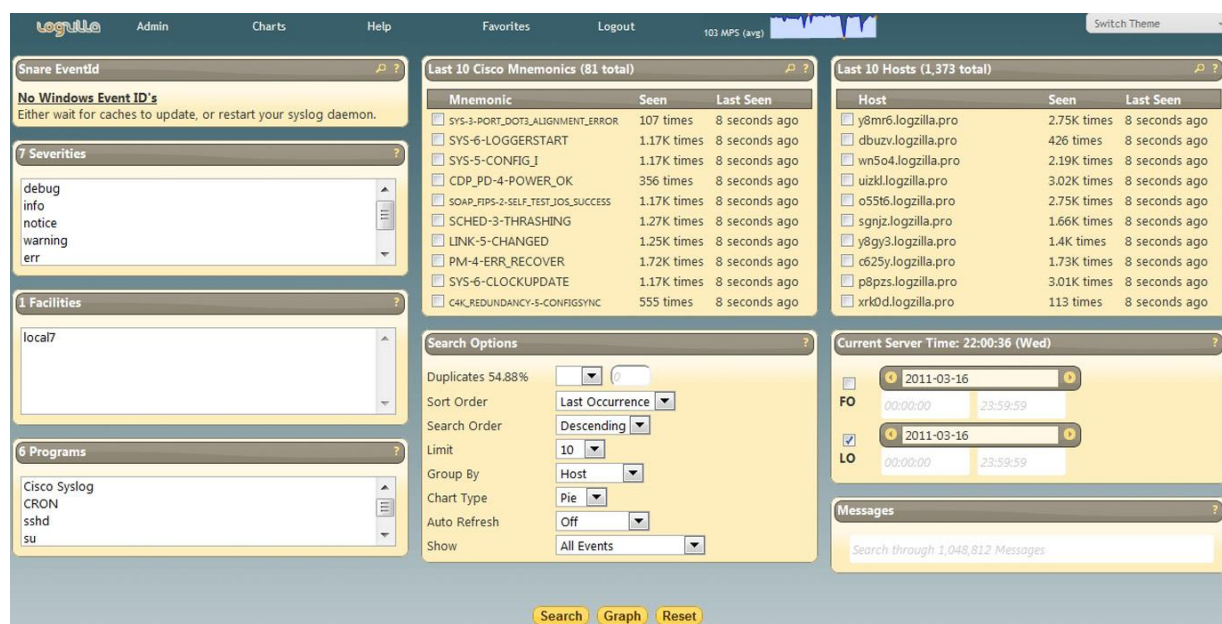 Logzilla Admin Charts Help Favorites Logout 103 MPS (avg) Switch Theme
Snare EventId ?
No Windows Event ID's
Either wait for caches to update, or restart your syslog daemon.
7 Severities ?
debug
info
notice
warning
err
1 Facilities ?
local7
6 Programs ?
Cisco Syslog
CRON
sshd
su
Last 10 Cisco Mnemonics (81 total) ?
Mnemonic Seen Last Seen
SYS-3-PORT_DOT3_ALIGNMENT_ERROR 107 times 8 seconds ago
SYS-6-LOGGERSTART 1.17K times 8 seconds ago
SYS-5-CONFIG_I 1.17K times 8 seconds ago
CDP_PD-4-POWER_OK 356 times 8 seconds ago
SOAP_FIPS-2-SELF_TEST_IOS_SUCCESS 1.17K times 8 seconds ago
SCHED-3-THRASHING 1.27K times 8 seconds ago
LINK-5-CHANGED 1.25K times 8 seconds ago
PM-4-ERR_RECOVER 1.72K times 8 seconds ago
SYS-6-CLOCKUPDATE 1.17K times 8 seconds ago
C4K_REDUNDANCY-5-CONFIGSYNC 555 times 8 seconds ago
Search Options ?
Duplicates 54.88% 0
Sort Order Last Occurrence
Search Order Descending
Limit 10
Group By Host
Chart Type Pie
Auto Refresh Off
Show All Events
Last 10 Hosts (1,373 total) ?
Host Seen Last Seen
y8mr6.logzilla.pro 2.75K times 8 seconds ago
dbuzv.logzilla.pro 426 times 8 seconds ago
wn5o4.logzilla.pro 2.19K times 8 seconds ago
uizkl.logzilla.pro 3.02K times 8 seconds ago
o55t6.logzilla.pro 2.75K times 8 seconds ago
sgnjz.logzilla.pro 1.66K times 8 seconds ago
y8gy3.logzilla.pro 1.4K times 8 seconds ago
c625y.logzilla.pro 1.73K times 8 seconds ago
p8pzs.logzilla.pro 3.01K times 8 seconds ago
xrk0d.logzilla.pro 113 times 8 seconds ago
Current Server Time: 22:00:36 (Wed) ?
2011-03-16
FO 00:00:00 23:59:59
2011-03-16
LO 00:00:00 23:59:59
Messages ?
Search through 1,048,812 Messages
Search Graph Reset